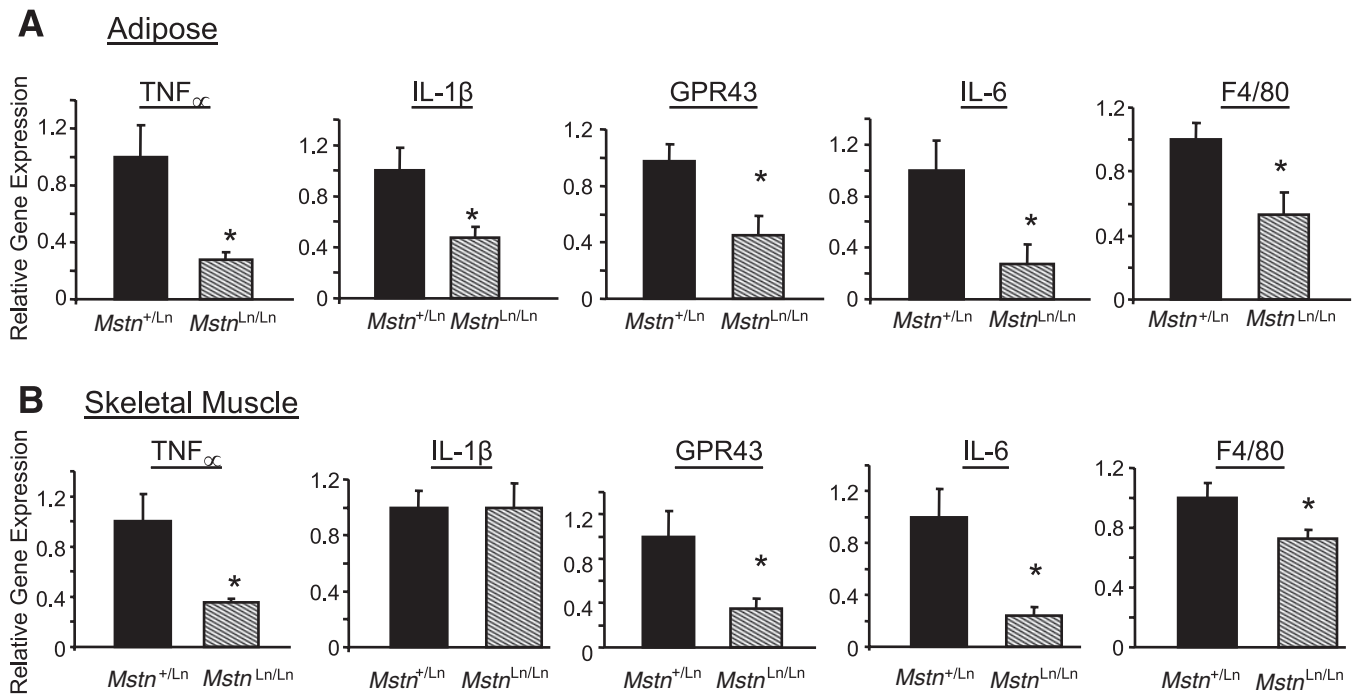 A Adipose
TNF∝ IL-1β GPR43 IL-6 F4/80
Relative Gene Expression
1.2 0.8 0.4 0
1.2 0.8 0.4 0
1.2 0.8 0.4 0
1.2 0.8 0.4 0
1.2 0.8 0.4 0
* * * * *
Mstn+/Ln MstnLn/Ln Mstn+/Ln MstnLn/Ln Mstn+/Ln MstnLn/Ln Mstn+/Ln MstnLn/Ln Mstn+/Ln Mstn Ln/Ln
B Skeletal Muscle
TNF∝ IL-1β GPR43 IL-6 F4/80
Relative Gene Expression
1.2 0.8 0.4 0
1.2 0.8 0.4 0
1.2 0.8 0.4 0
1.2 0.8 0.4 0
1.2 0.8 0.4 0
* * * *
Mstn+/Ln Mstn Ln/Ln Mstn+/Ln MstnLn/Ln Mstn+/Ln MstnLn/Ln Mstn+/Ln MstnLn/Ln Mstn+/Ln MstnLn/Ln